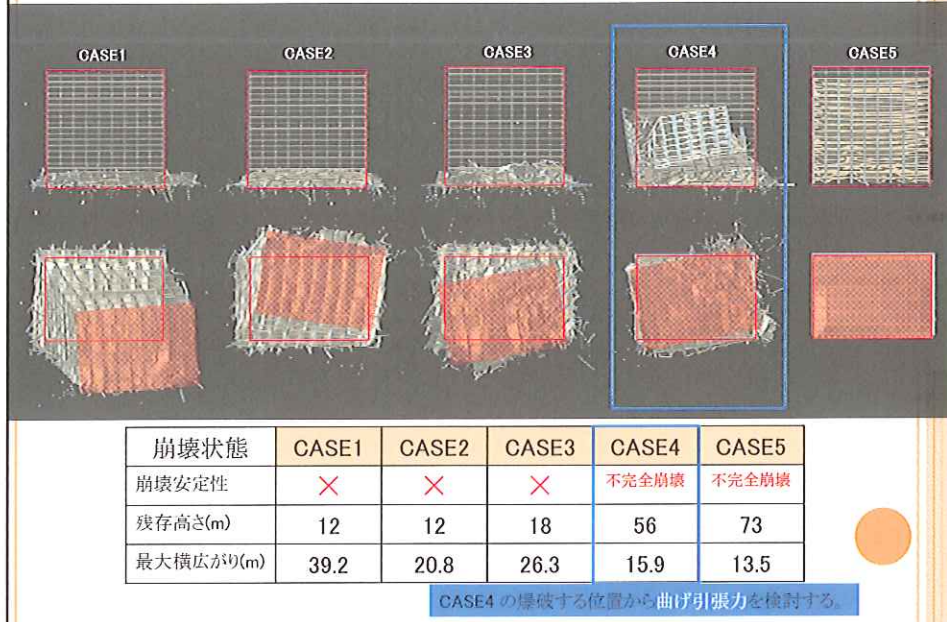 CASE1 CASE2 CASE3 CASE4 CASE5
崩壊状態 CASE1 CASE2 CASE3 CASE4 CASE5
崩壊安定性 × × × 不完全崩壊 不完全崩壊
残存高さ(m) 12 12 18 56 73
最大横広がり(m) 39.2 20.8 26.3 15.9 13.5
CASE4 の爆破する位置から曲げ引張力を検討する。